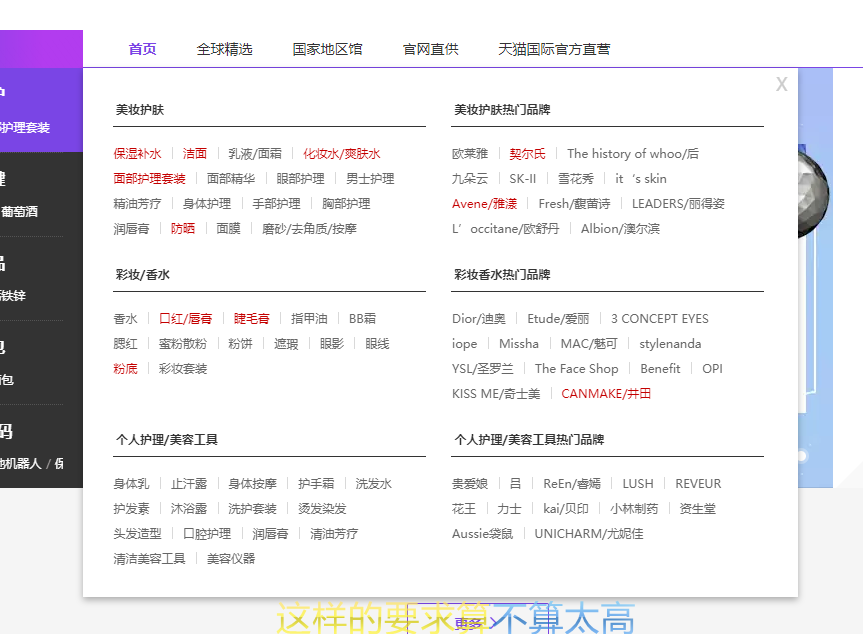 首页 全球精选 国家地区馆 官网直供 天猫国际官方直营
X
护理套装
葡萄酒
铁锌
包
码
机器人 /
美妆护肤
保湿补水 洁面 乳液/面霜 化妆水/爽肤水
面部护理套装 面部精华 眼部护理 男士护理
精油芳疗 身体护理 手部护理 胸部护理
润唇膏 防晒 面膜 磨砂/去角质/按摩
美妆护肤热门品牌
欧莱雅 契尔氏 The history of whoo/后
九朵云 SK-II 雪花秀 it‘s skin
Avene/雅漾 Fresh/馥蕾诗 LEADERS/丽得姿
L’occitane/欧舒丹 Albion/澳尔滨
彩妆/香水
香水 口红/唇膏 睫毛膏 指甲油 BB霜
腮红 蜜粉散粉 粉饼 遮瑕 眼影 眼线
粉底 彩妆套装
彩妆香水热门品牌
Dior/迪奥 Etude/爱丽 3 CONCEPT EYES
iope Missha MAC/魅可 stylenanda
YSL/圣罗兰 The Face Shop Benefit OPI
KISS ME/奇士美 CANMAKE/井田
个人护理/美容工具
身体乳 止汗露 身体按摩 护手霜 洗发水
护发素 沐浴露 洗护套装 烫发染发
头发造型 口腔护理 润唇膏 清油芳疗
清洁美容工具 美容仪器
个人护理/美容工具热门品牌
贵爱娘 吕 ReEn/睿嫣 LUSH REVEUR
花王 力士 kai/贝印 小林制药 资生堂
Aussie袋鼠 UNICHARM/尤妮佳
这样的要求算不算太高
更多